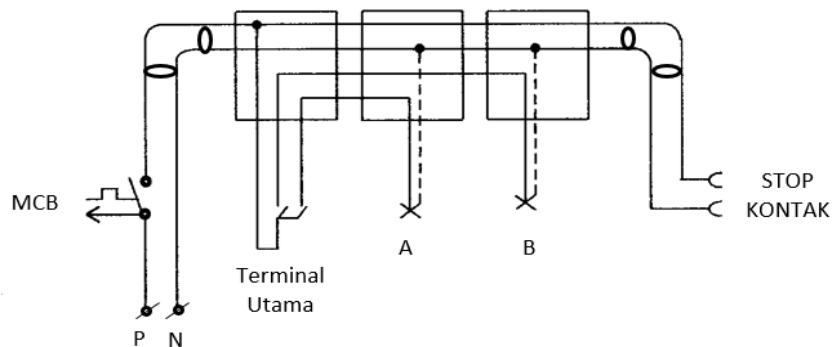 MCB
STOP
KONTAK
A
B
Terminal
Utama
P
N